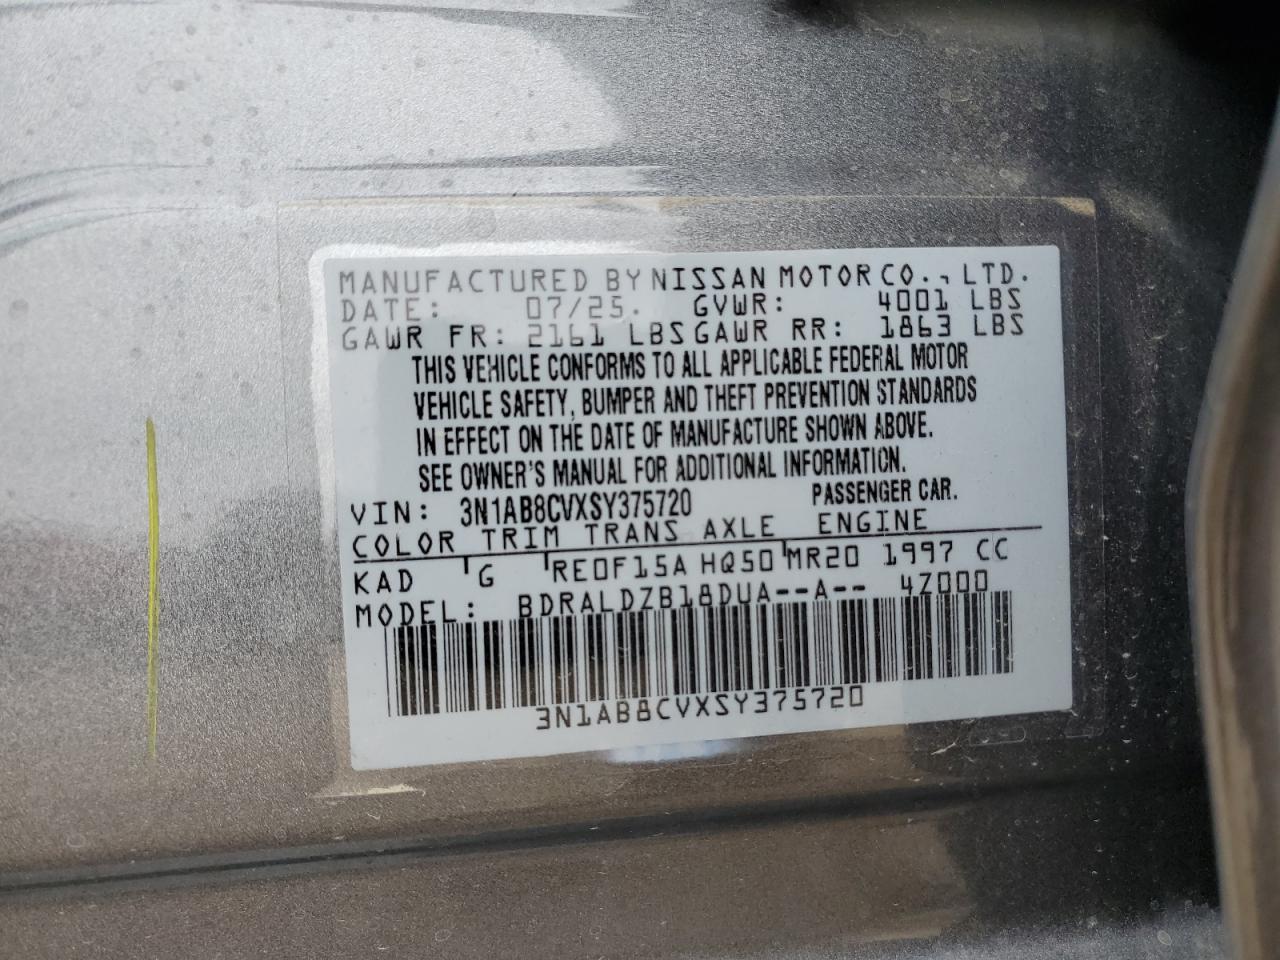 MANUFACTURED BY NISSAN MOTOR CO., LTD.
DATE: 07/25. GVWR: 4001 LBS
GAWR FR: 2161 LBS GAWR RR: 1863 LBS
THIS VEHICLE CONFORMS TO ALL APPLICABLE FEDERAL MOTOR
VEHICLE SAFETY, BUMPER AND THEFT PREVENTION STANDARDS
IN EFFECT ON THE DATE OF MANUFACTURE SHOWN ABOVE.
SEE OWNER'S MANUAL FOR ADDITIONAL INFORMATION.
VIN: 3N1AB8CVXSY375720 PASSENGER CAR.
COLOR TRIM TRANS AXLE ENGINE
KAD G RE0F15A HQ50 MR20 1997 CC
MODEL: BDRALDZB18DUA--A-- 4Z000
3N1AB8CVXSY375720